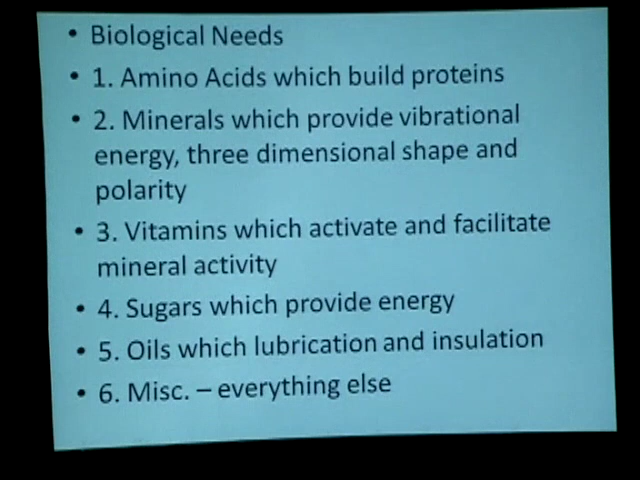 • Biological Needs
• 1. Amino Acids which build proteins
• 2. Minerals which provide vibrational
energy, three dimensional shape and
polarity
• 3. Vitamins which activate and facilitate
mineral activity
• 4. Sugars which provide energy
• 5. Oils which lubrication and insulation
• 6. Misc. – everything else